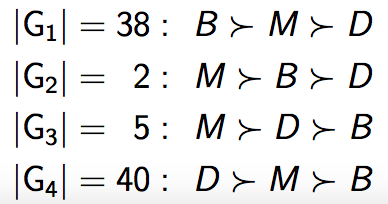 |G₁| = 38 : B ≻ M ≻ D
|G₂| = 2 : M ≻ B ≻ D
|G₃| = 5 : M ≻ D ≻ B
|G₄| = 40 : D ≻ M ≻ B